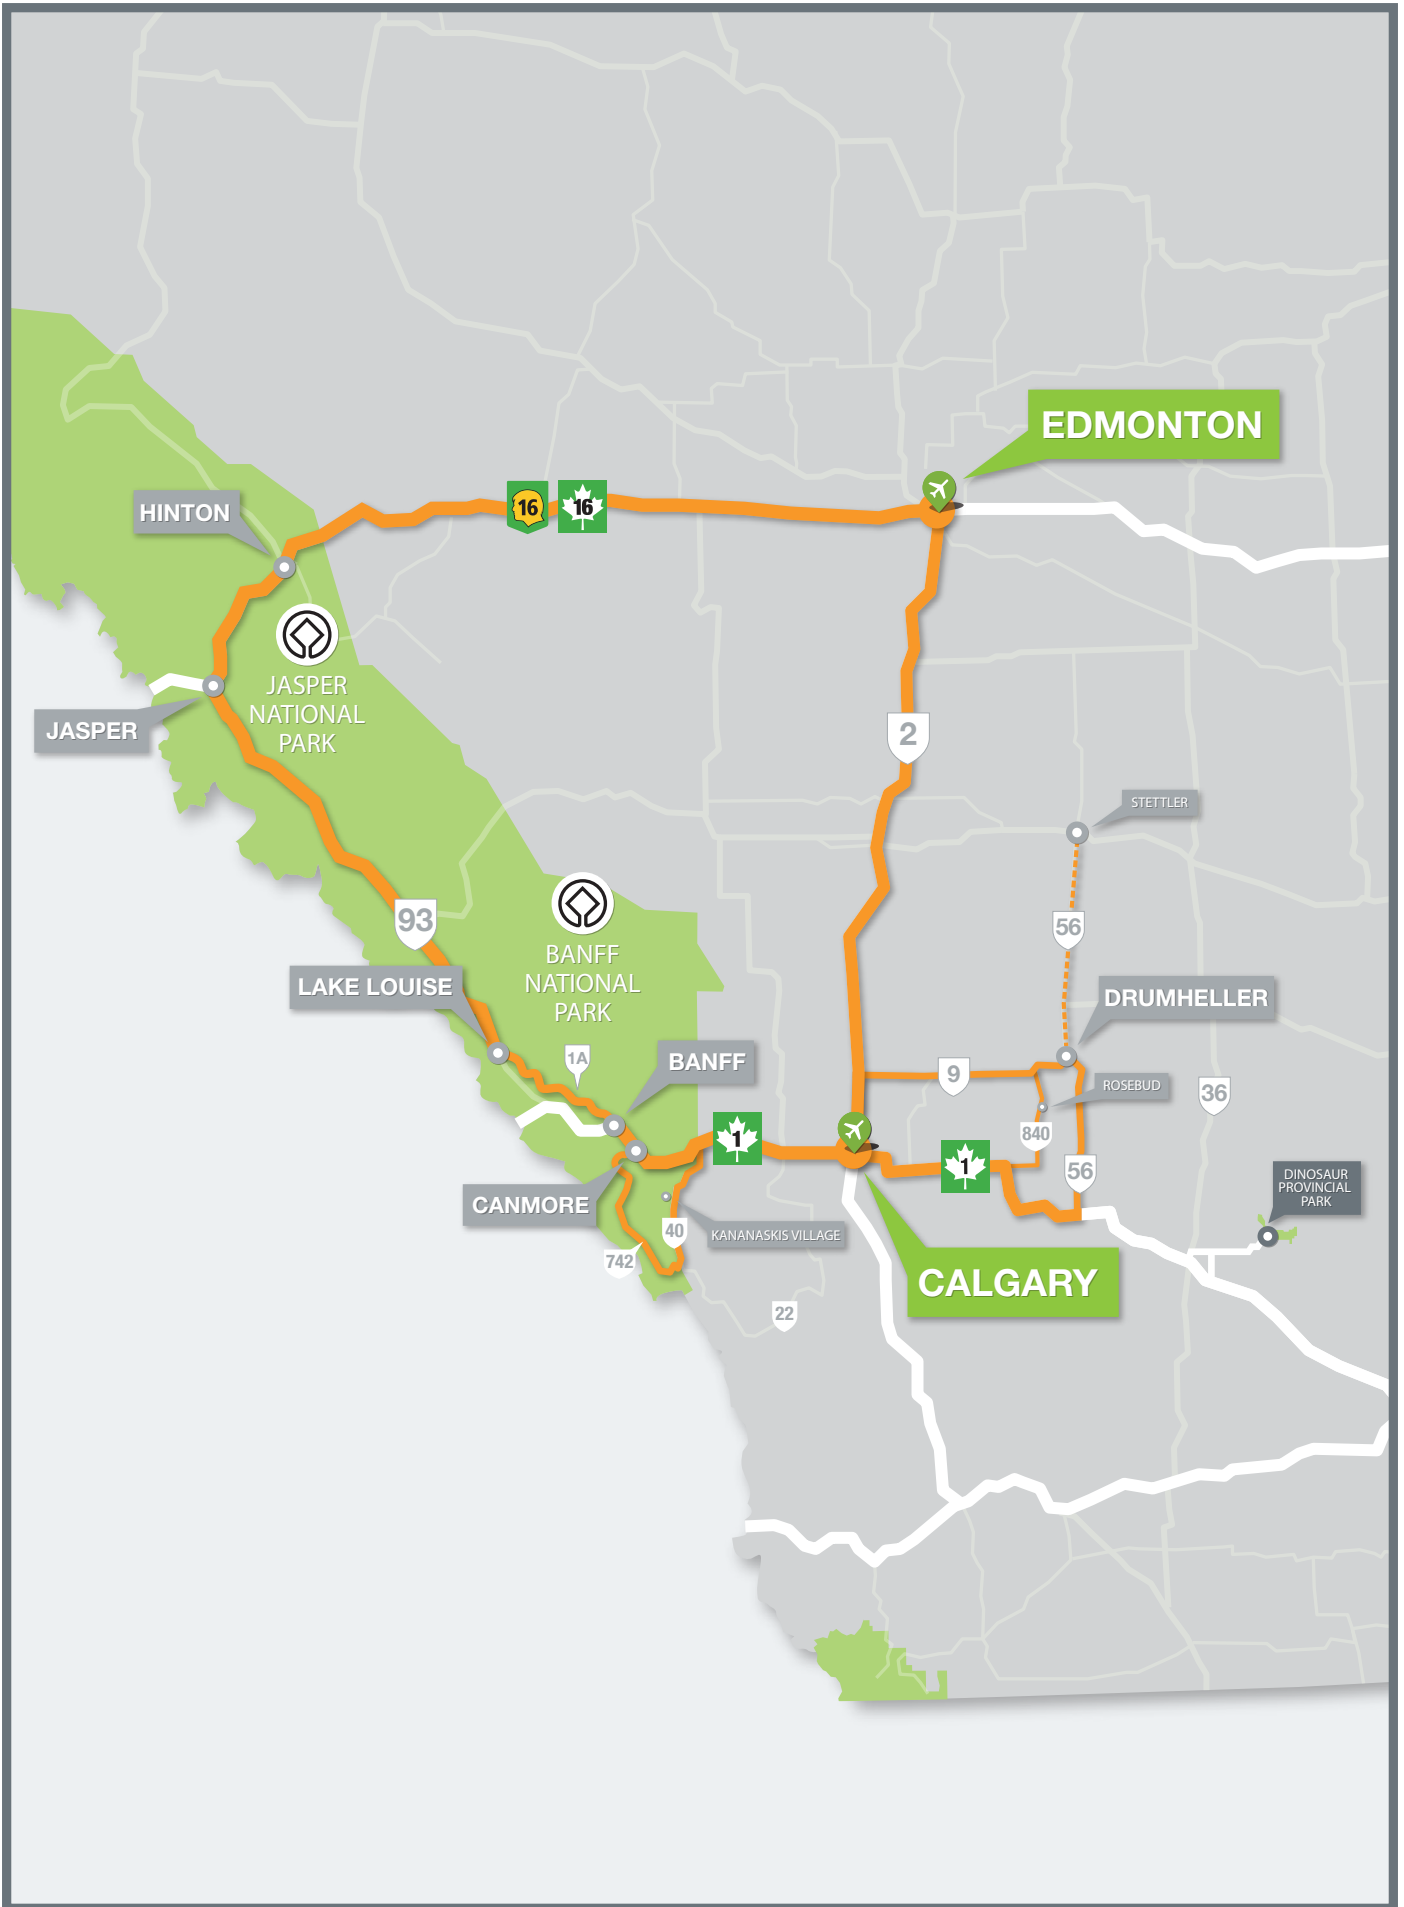 EDMONTON
HINTON
16
16
JASPER
NATIONAL
PARK
JASPER
2
STETTLER
93
56
BANFF
NATIONAL
PARK
LAKE LOUISE
DRUMHELLER
1A
BANFF
9
ROSEBUD
36
1
840
1
56
DINOSAUR
PROVINCIAL
PARK
CANMORE
40
KANANASKIS VILLAGE
742
CALGARY
22